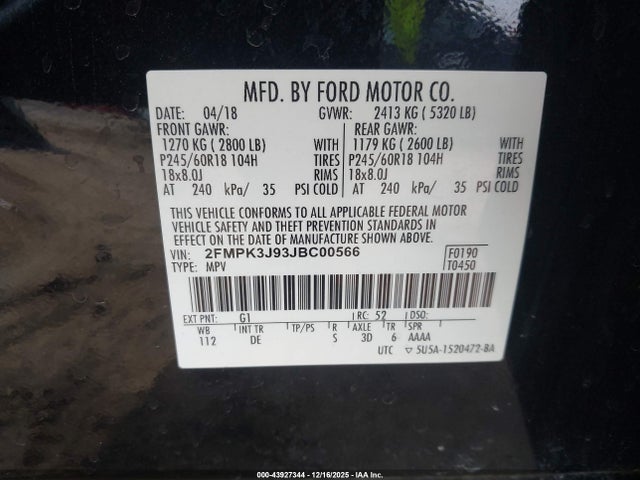 MFD. BY FORD MOTOR CO.
DATE: 04/18 GVWR: 2413 KG ( 5320 LB)
FRONT GAWR: REAR GAWR:
1270 KG ( 2800 LB) WITH 1179 KG ( 2600 LB) WITH
P245/60R18 104H TIRES P245/60R18 104H TIRES
18x8.0J RIMS 18x8.0J RIMS
AT 240 kPa/ 35 PSI COLD AT 240 kPa/ 35 PSI COLD
THIS VEHICLE CONFORMS TO ALL APPLICABLE FEDERAL MOTOR
VEHICLE SAFETY AND THEFT PREVENTION STANDARDS IN
EFFECT ON THE DATE OF MANUFACTURE SHOWN ABOVE.
VIN: 2FMPK3J93JBC00566 F0190
TYPE: MPV T0450
EXT PNT: G1 RC: 52 DSO:
WB INT TR TP/PS R AXLE TR SPR
112 DE S 3D 6 AAAA
UTC ▽ 5U5A-1520472-BA
000-43927344 | 12/16/2025 | IAA Inc.